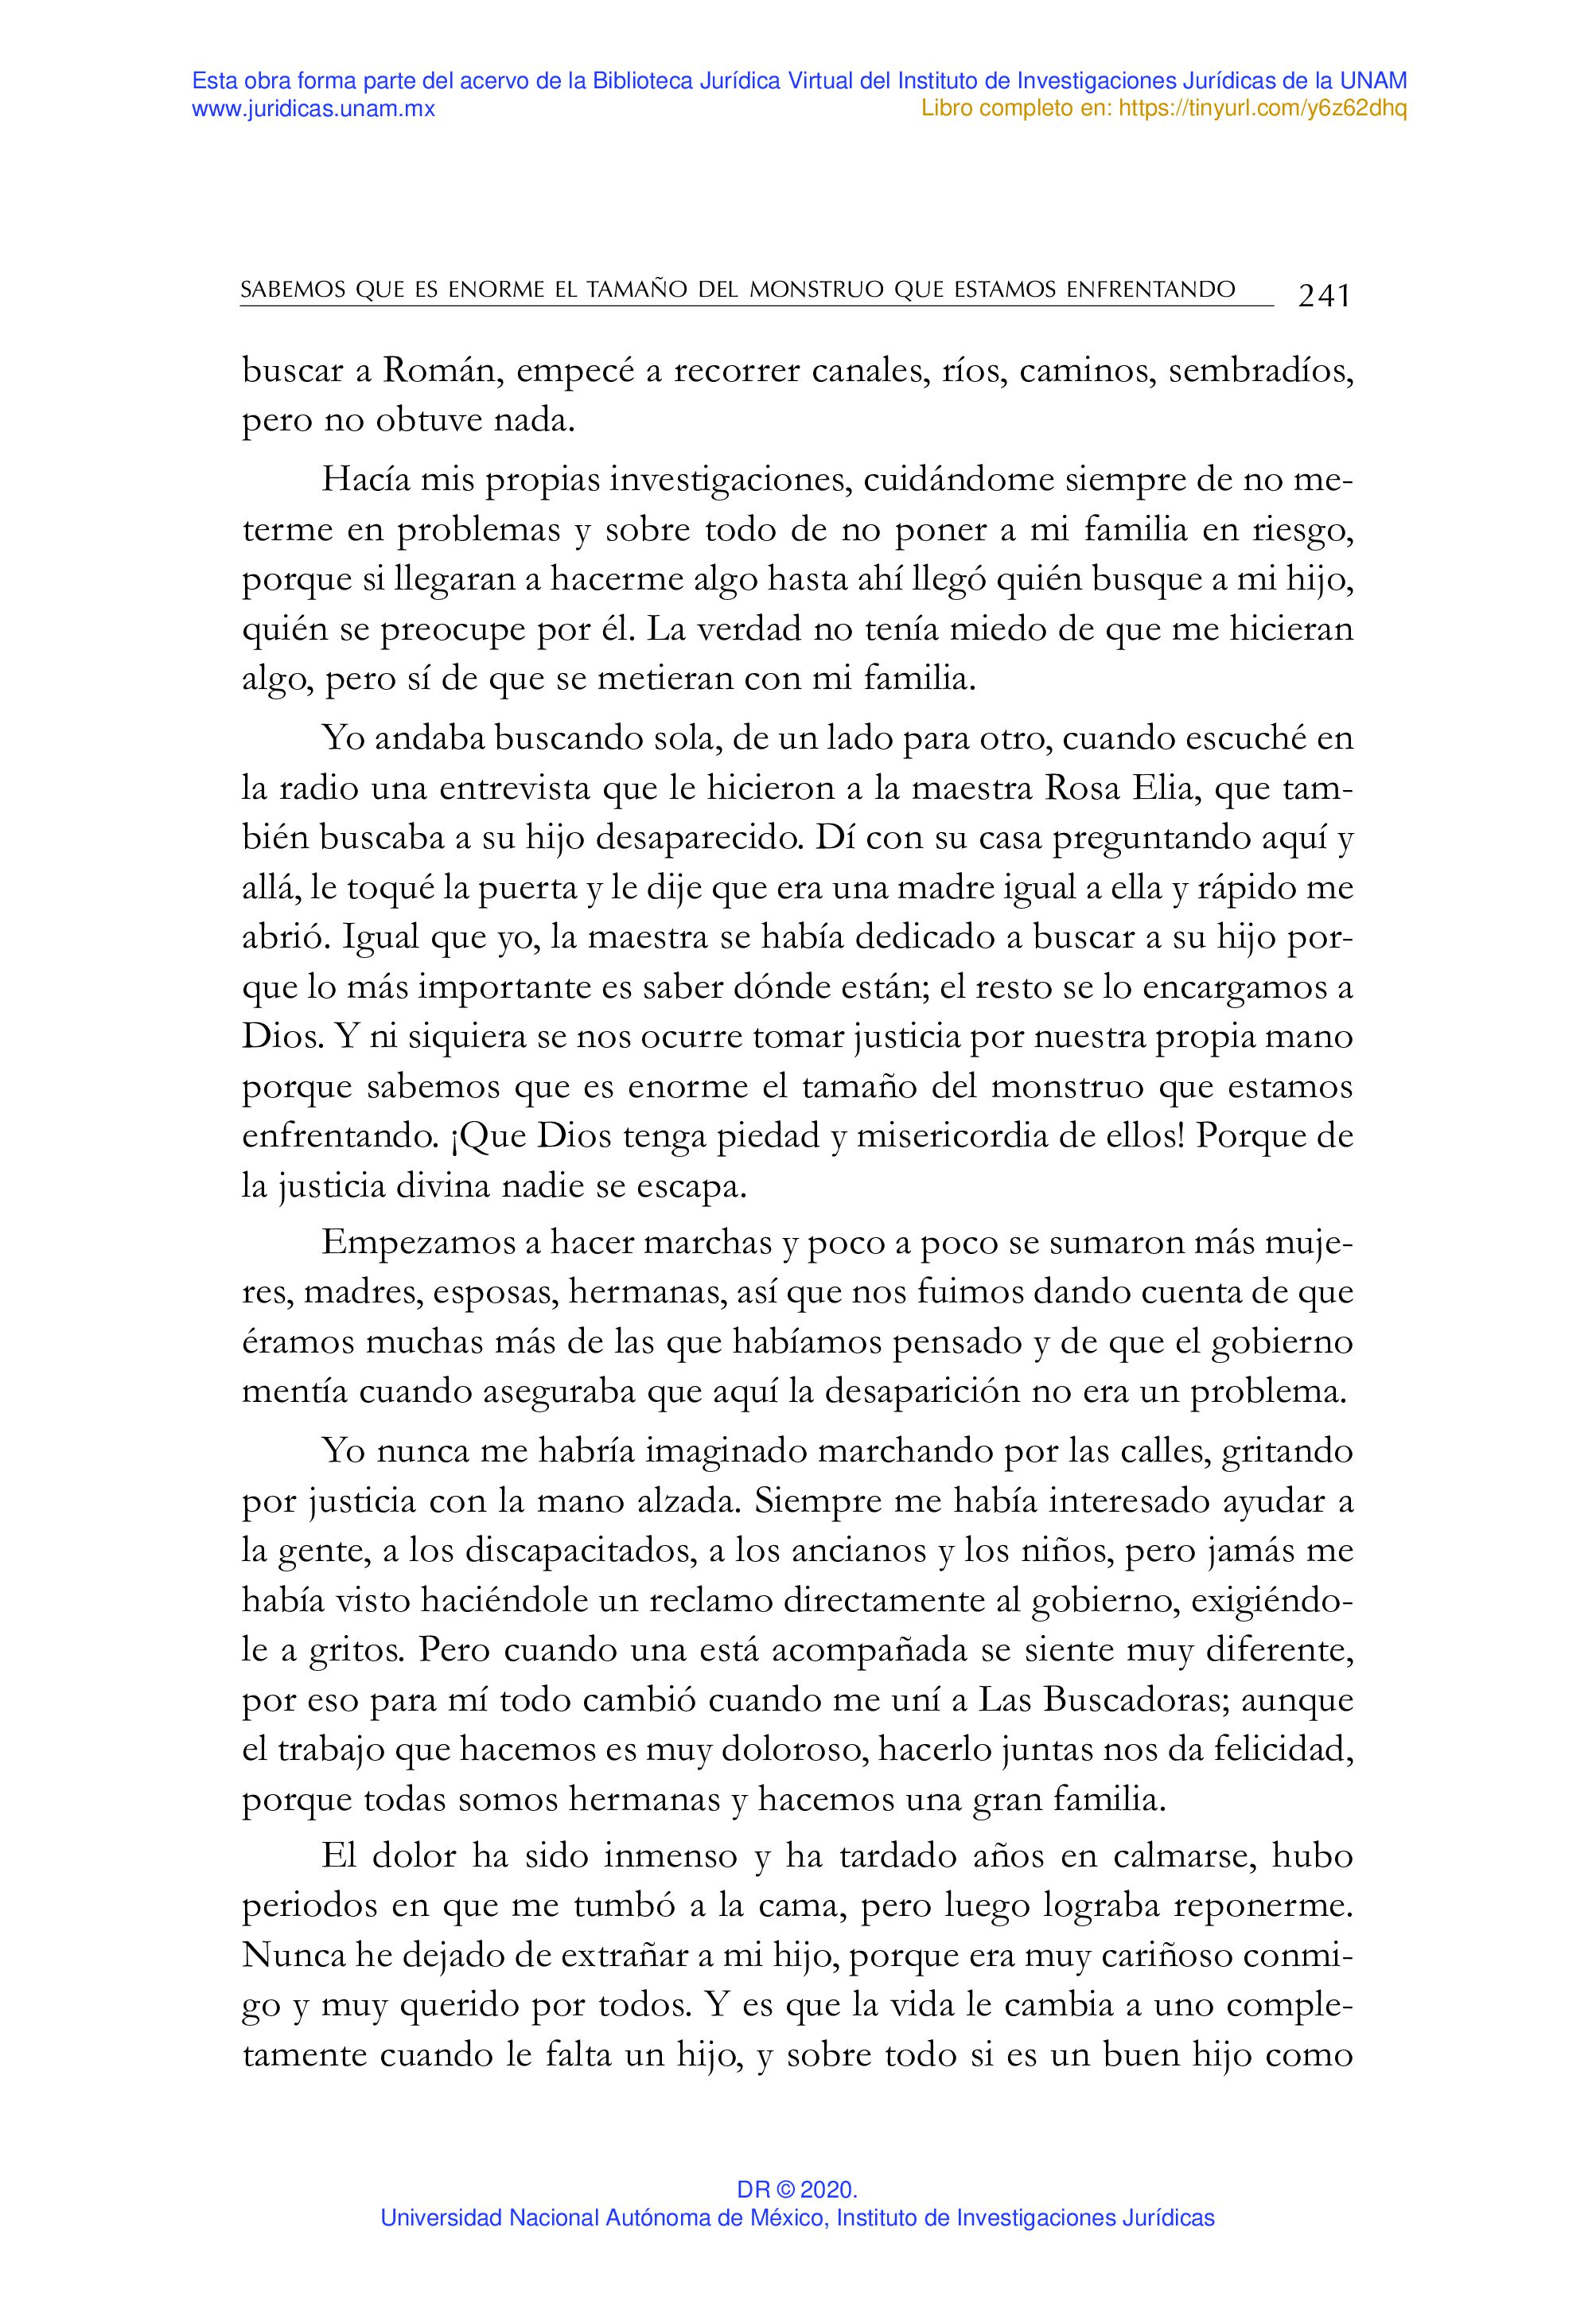 Esta obra forma parte del acervo de la Biblioteca Jurídica Virtual del Instituto de Investigaciones Jurídicas de la UNAM
www.juridicas.unam.mx
Libro completo en: https://tinyurl.com/y6z62dhq
SABEMOS QUE ES ENORME EL TAMAÑO DEL MONSTRUO QUE ESTAMOS ENFRENTANDO 241
buscar a Román, empecé a recorrer canales, ríos, caminos, sembradíos,
pero no obtuve nada.
Hacía mis propias investigaciones, cuidándome siempre de no me-
terme en problemas y sobre todo de no poner a mi familia en riesgo,
porque si llegaran a hacerme algo hasta ahí llegó quién busque a mi hijo,
quién se preocupe por él. La verdad no tenía miedo de que me hicieran
algo, pero sí de que se metieran con mi familia.
Yo andaba buscando sola, de un lado para otro, cuando escuché en
la radio una entrevista que le hicieron a la maestra Rosa Elia, que tam-
bién buscaba a su hijo desaparecido. Dí con su casa preguntando aquí y
allá, le toqué la puerta y le dije que era una madre igual a ella y rápido me
abrió. Igual que yo, la maestra se había dedicado a buscar a su hijo por-
que lo más importante es saber dónde están; el resto se lo encargamos a
Dios. Y ni siquiera se nos ocurre tomar justicia por nuestra propia mano
porque sabemos que es enorme el tamaño del monstruo que estamos
enfrentando. ¡Que Dios tenga piedad y misericordia de ellos! Porque de
la justicia divina nadie se escapa.
Empezamos a hacer marchas y poco a poco se sumaron más muje-
res, madres, esposas, hermanas, así que nos fuimos dando cuenta de que
éramos muchas más de las que habíamos pensado y de que el gobierno
mentía cuando aseguraba que aquí la desaparición no era un problema.
Yo nunca me habría imaginado marchando por las calles, gritando
por justicia con la mano alzada. Siempre me había interesado ayudar a
la gente, a los discapacitados, a los ancianos y los niños, pero jamás me
había visto haciéndole un reclamo directamente al gobierno, exigiéndo-
le a gritos. Pero cuando una está acompañada se siente muy diferente,
por eso para mí todo cambió cuando me uní a Las Buscadoras; aunque
el trabajo que hacemos es muy doloroso, hacerlo juntas nos da felicidad,
porque todas somos hermanas y hacemos una gran familia.
El dolor ha sido inmenso y ha tardado años en calmarse, hubo
periodos en que me tumbó a la cama, pero luego lograba reponerme.
Nunca he dejado de extrañar a mi hijo, porque era muy cariñoso conmi-
go y muy querido por todos. Y es que la vida le cambia a uno comple-
tamente cuando le falta un hijo, y sobre todo si es un buen hijo como
DR © 2020.
Universidad Nacional Autónoma de México, Instituto de Investigaciones Jurídicas